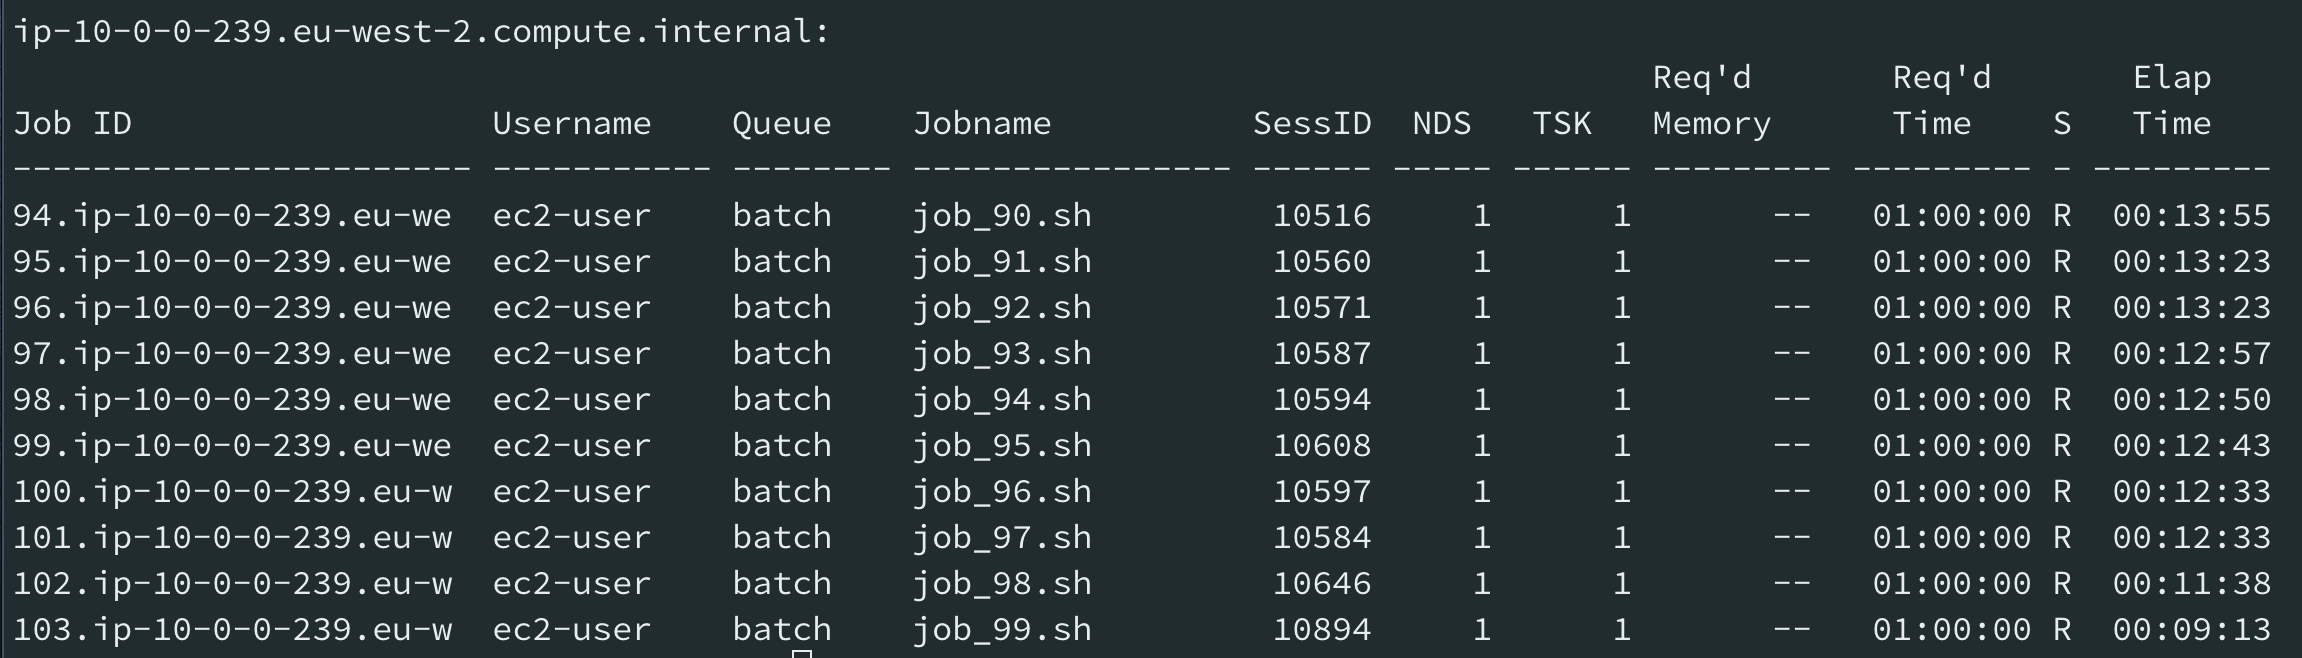 ip-10-0-0-239.eu-west-2.compute.internal:
                                                                                  Req'd       Req'd       Elap
Job ID                  Username    Queue    Jobname          SessID  NDS   TSK   Memory      Time    S   Time
----------------------- ----------- -------- ---------------- ------ ----- ------ --------- --------- - ---------
94.ip-10-0-0-239.eu-we  ec2-user    batch    job_90.sh         10516     1      1       --   01:00:00 R  00:13:55
95.ip-10-0-0-239.eu-we  ec2-user    batch    job_91.sh         10560     1      1       --   01:00:00 R  00:13:23
96.ip-10-0-0-239.eu-we  ec2-user    batch    job_92.sh         10571     1      1       --   01:00:00 R  00:13:23
97.ip-10-0-0-239.eu-we  ec2-user    batch    job_93.sh         10587     1      1       --   01:00:00 R  00:12:57
98.ip-10-0-0-239.eu-we  ec2-user    batch    job_94.sh         10594     1      1       --   01:00:00 R  00:12:50
99.ip-10-0-0-239.eu-we  ec2-user    batch    job_95.sh         10608     1      1       --   01:00:00 R  00:12:43
100.ip-10-0-0-239.eu-w  ec2-user    batch    job_96.sh         10597     1      1       --   01:00:00 R  00:12:33
101.ip-10-0-0-239.eu-w  ec2-user    batch    job_97.sh         10584     1      1       --   01:00:00 R  00:12:33
102.ip-10-0-0-239.eu-w  ec2-user    batch    job_98.sh         10646     1      1       --   01:00:00 R  00:11:38
103.ip-10-0-0-239.eu-w  ec2-user    batch    job_99.sh         10894     1      1       --   01:00:00 R  00:09:13